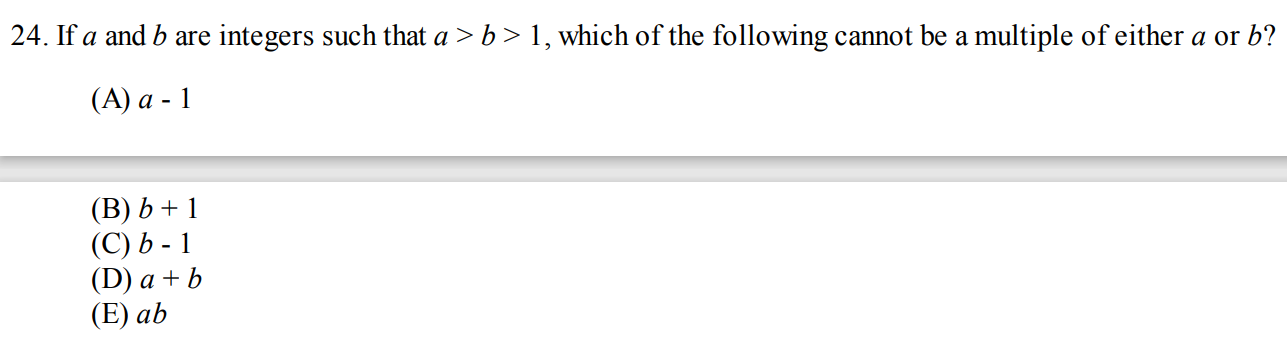 24. If a and b are integers such that a > b > 1, which of the following cannot be a multiple of either a or b?
(A) a - 1
(B) b + 1
(C) b - 1
(D) a + b
(E) ab